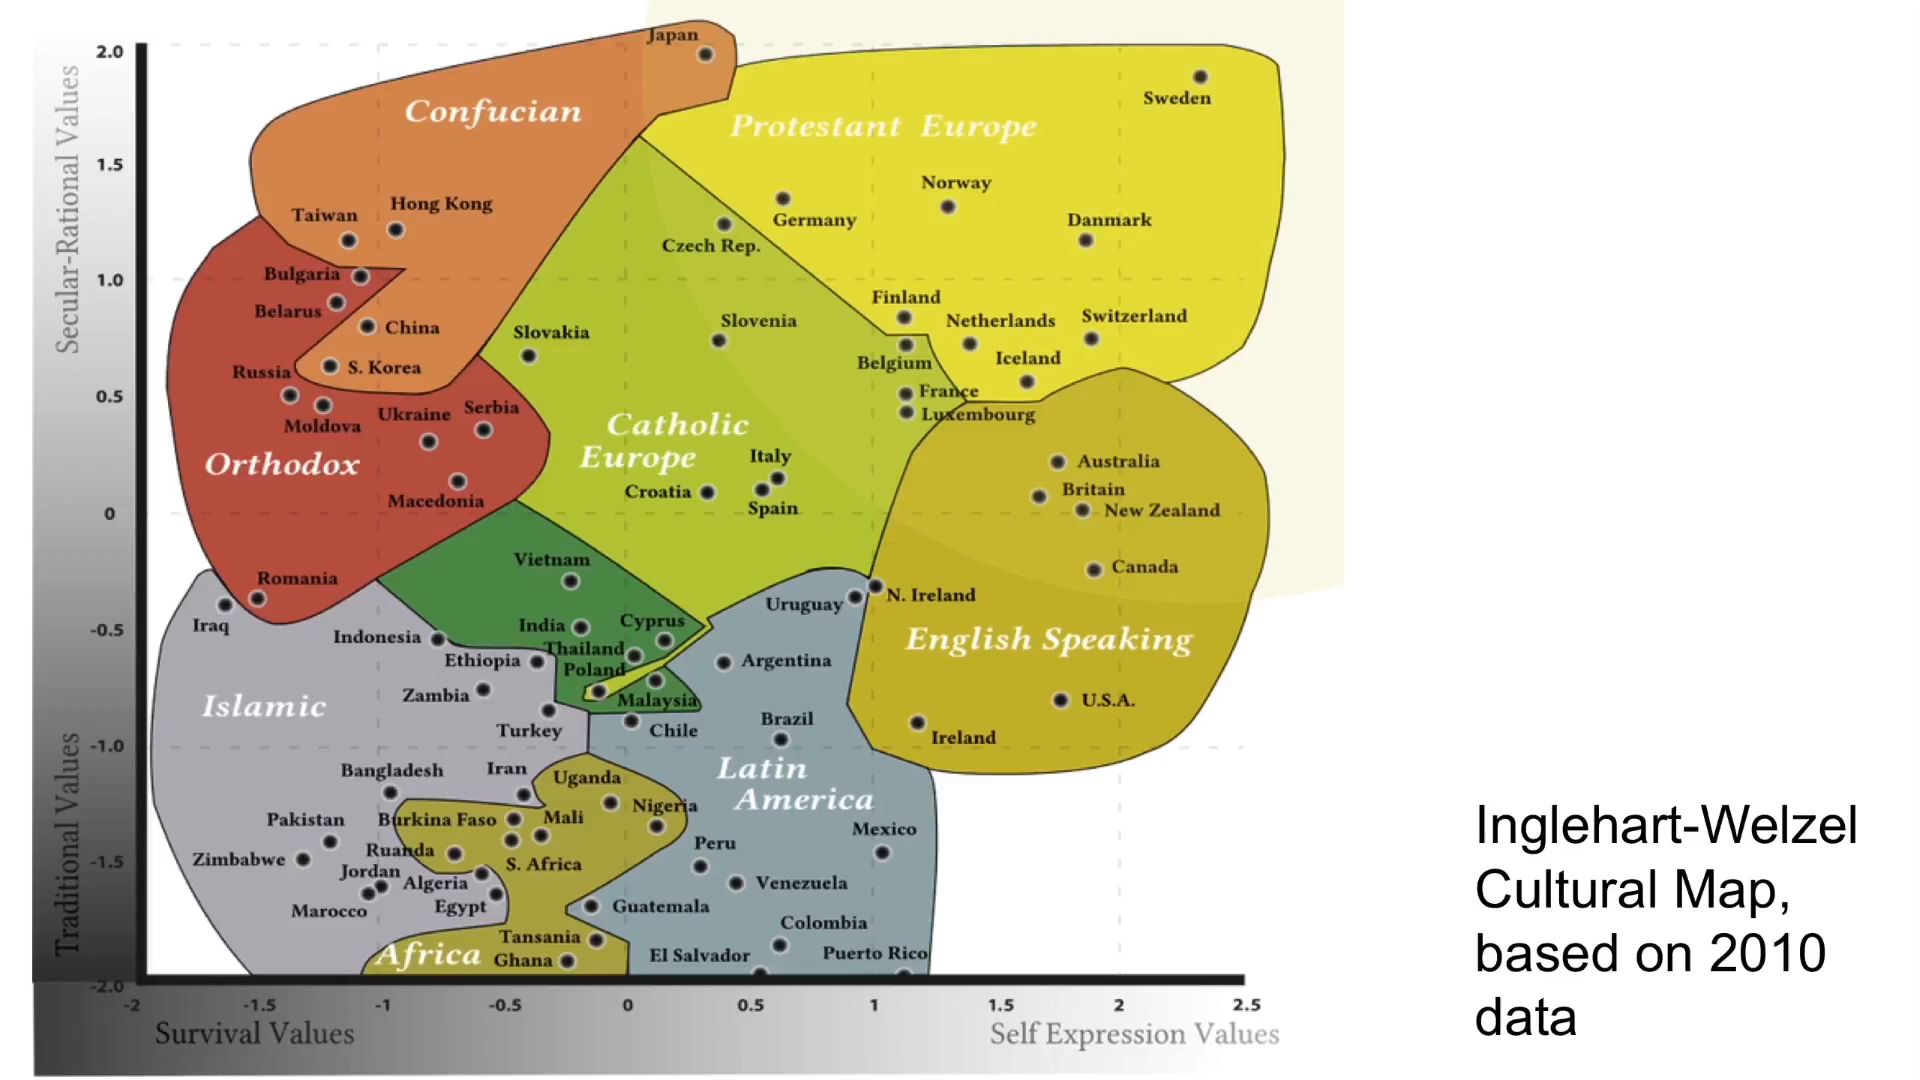 Japan
2.0
Confucian
Sweden
Protestant Europe
1.5
Norway
Hong Kong
Taiwan
Germany
Danmark
Czech Rep.
Secular-Rational Values
1.0
Bulgaria
Belarus
China
Finland
Netherlands
Switzerland
Slovenia
Slovakia
Belgium
Iceland
Russia
S. Korea
0.5
France
Luxembourg
Ukraine
Serbia
Moldova
Catholic
Europe
Italy
Orthodox
Australia
Croatia
Britain
Macedonia
Spain
New Zealand
0
Vietnam
Canada
Romania
N. Ireland
Uruguay
Iraq
-0.5
India
Cyprus
Indonesia
Thailand
English Speaking
Ethiopia
Poland
Argentina
Zambia
Malaysia
U.S.A.
Islamic
Turkey
Chile
Brazil
Ireland
-1.0
Latin
America
Bangladesh
Iran
Uganda
Nigeria
Pakistan
Burkina Faso
Mali
Mexico
Peru
Zimbabwe
Ruanda
S. Africa
-1.5
Jordan
Algeria
Venezuela
Marocco
Egypt
Guatemala
Colombia
Traditional Values
Tansania
Africa
Ghana
El Salvador
Puerto Rico
-2.0
-2 -1.5 -1 -0.5 0 0.5 1 1.5 2 2.5
Survival Values
Self Expression Values
Inglehart-Welzel
Cultural Map,
based on 2010
data